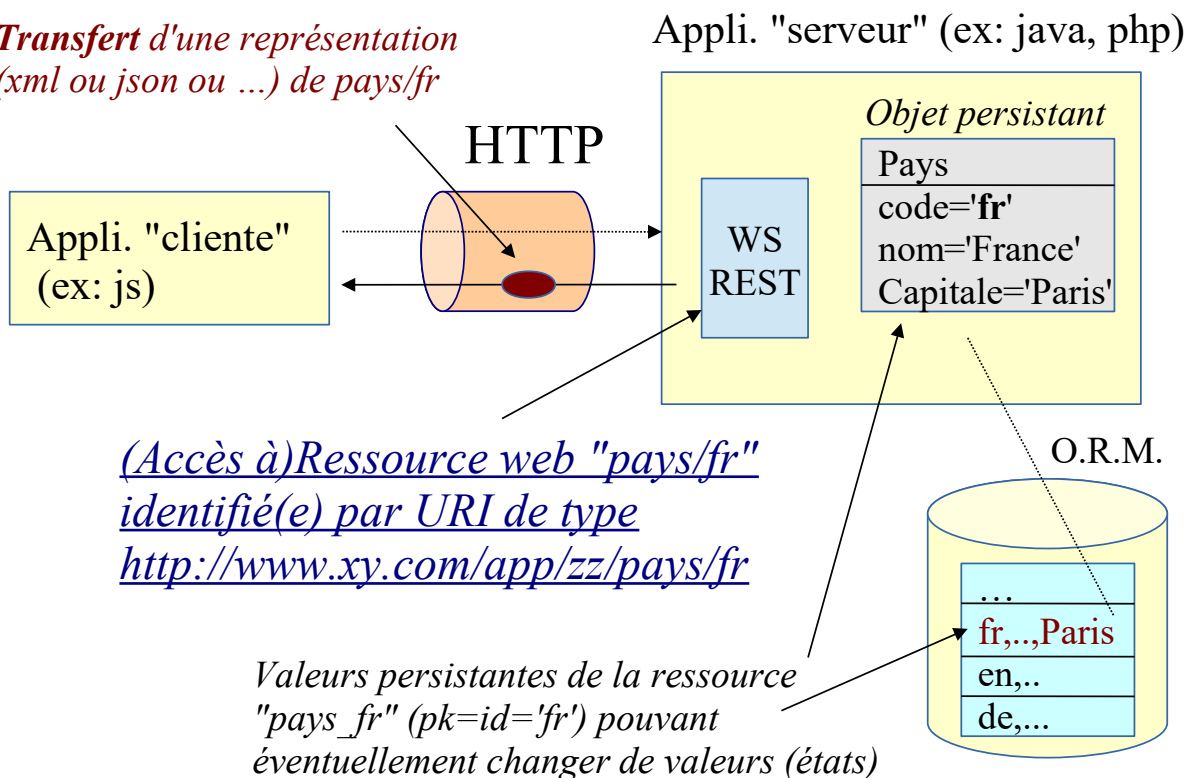 Transfert d'une représentation
(xml ou json ou …) de pays/fr
Appli. "serveur" (ex: java, php)
HTTP
Objet persistant
Pays
code='fr'
nom='France'
Capitale='Paris'
WS
REST
Appli. "cliente"
(ex: js)
(Accès à)Ressource web "pays/fr"
identifié(e) par URI de type
http://www.xy.com/app/zz/pays/fr
O.R.M.
…
fr,..,Paris
en,..
de,...
Valeurs persistantes de la ressource
"pays_fr" (pk=id='fr') pouvant
éventuellement changer de valeurs (états)